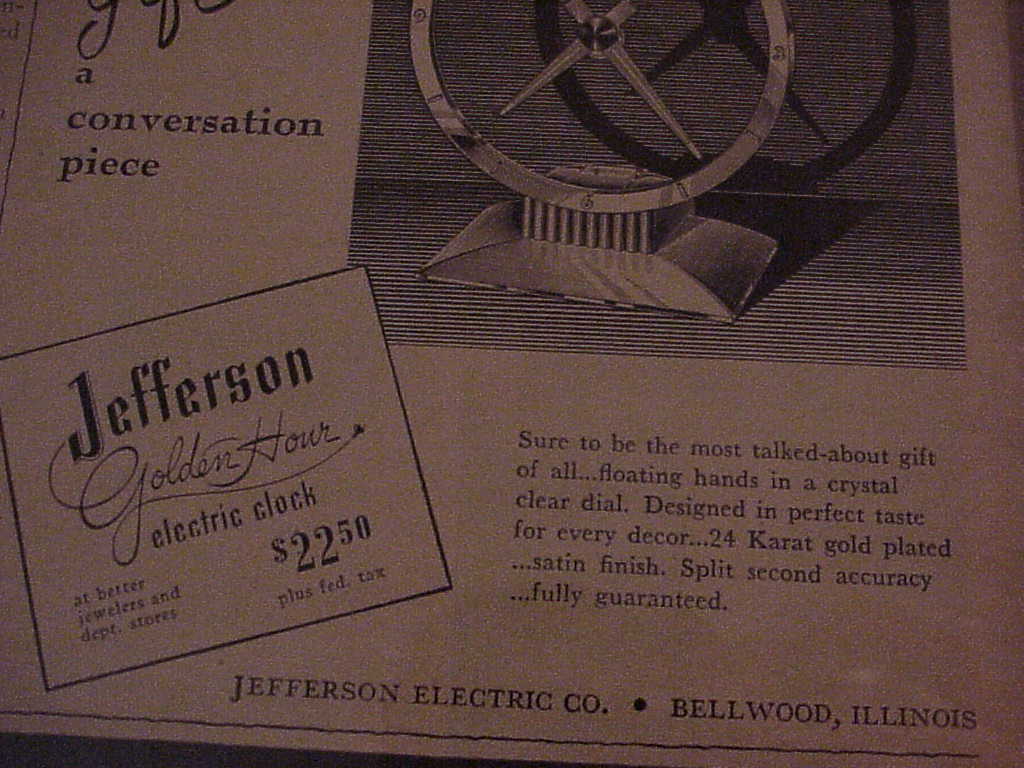 gift
a
conversation
piece
Jefferson
Golden Hour
electric clock
$2250
plus fed. tax
at better
jewelers and
dept. stores
Sure to be the most talked-about gift
of all...floating hands in a crystal
clear dial. Designed in perfect taste
for every decor...24 Karat gold plated
...satin finish. Split second accuracy
...fully guaranteed.
JEFFERSON ELECTRIC CO. • BELLWOOD, ILLINOIS